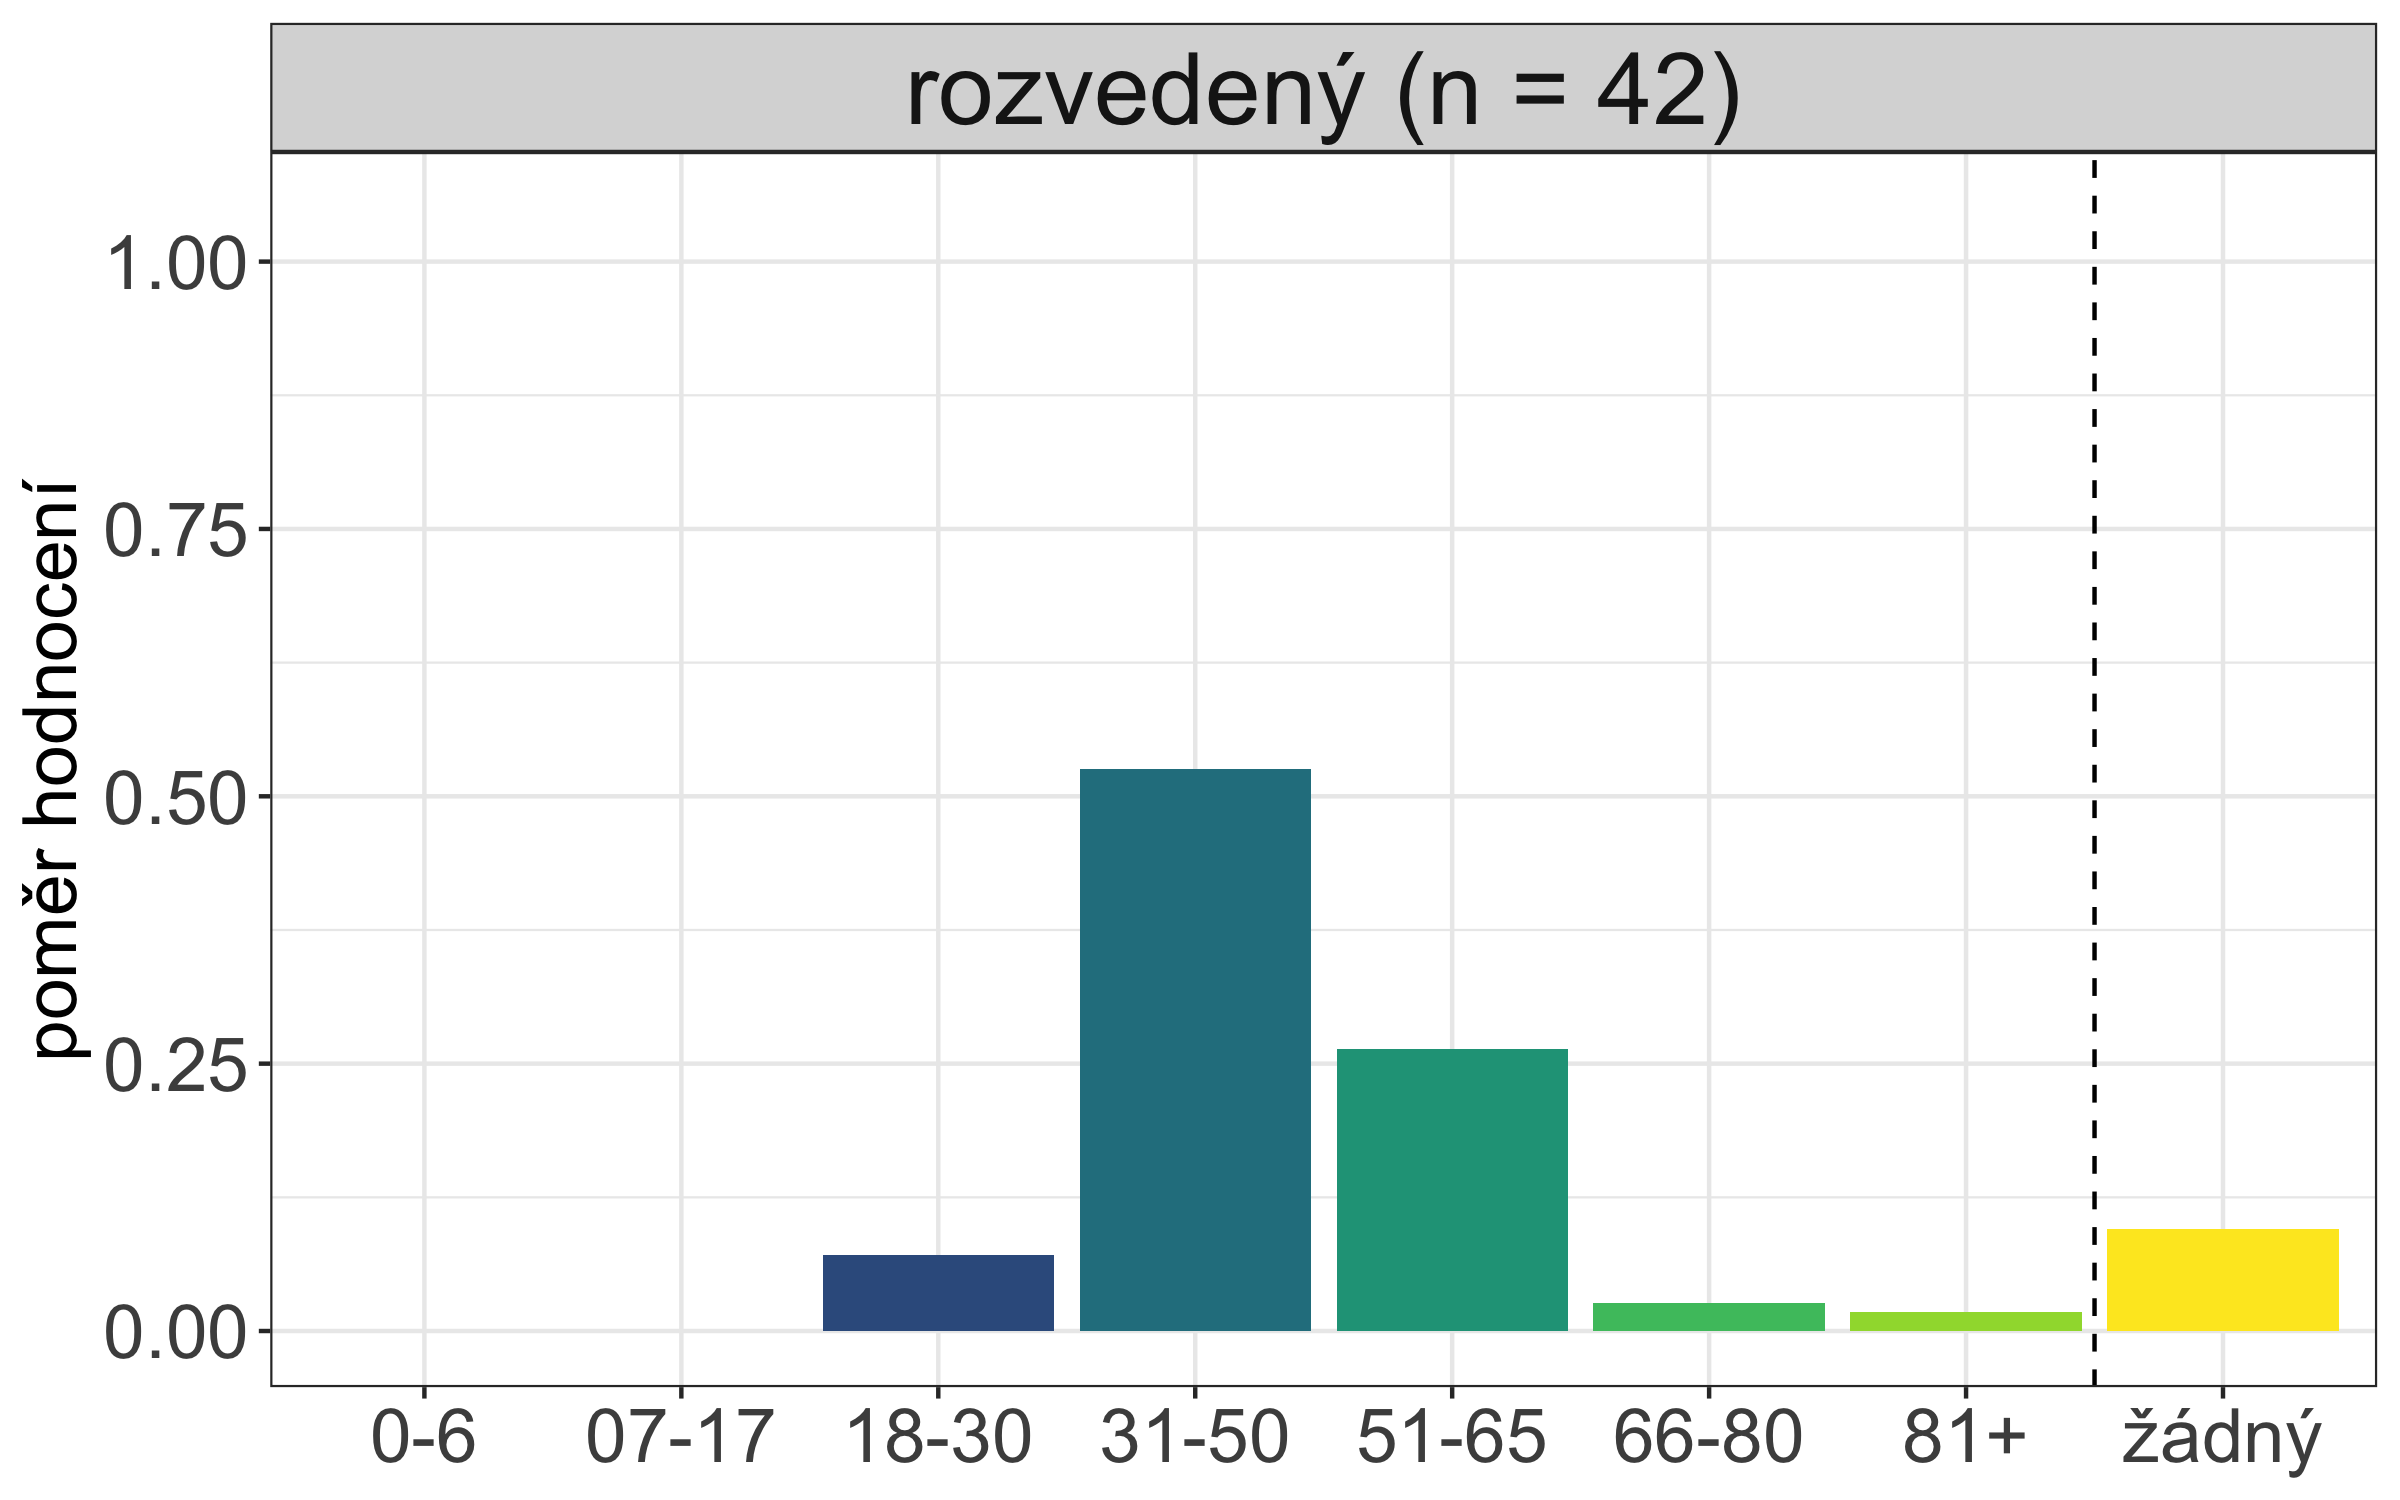 rozvedený (n = 42)
poměr hodnocení
1.00
0.75
0.50
0.25
0.00
0-6 07-17 18-30 31-50 51-65 66-80 81+ žádný